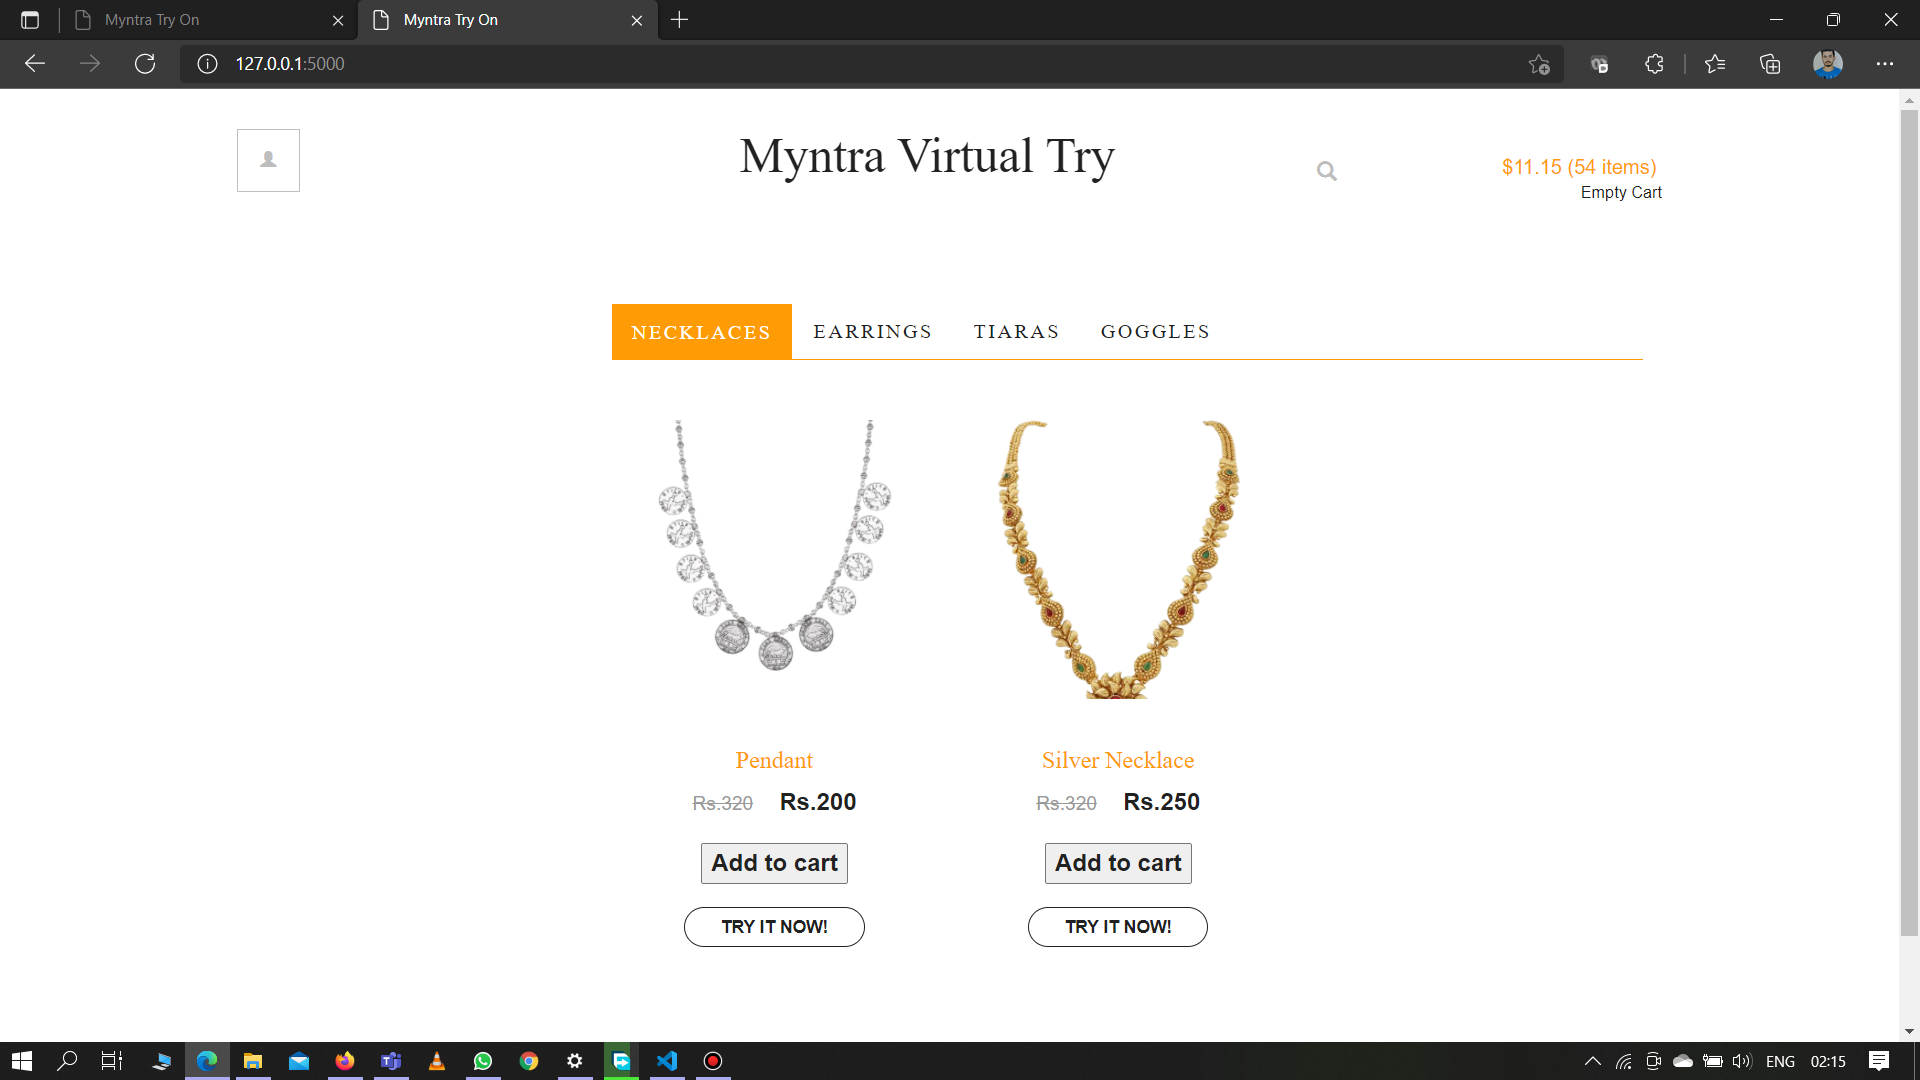 Myntra Try On
Myntra Try On
127.0.0.1:5000
Myntra Virtual Try
$11.15 (54 items)
Empty Cart
NECKLACES EARRINGS TIARAS GOGGLES
Pendant
Silver Necklace
Rs.320 Rs.200
Rs.320 Rs.250
Add to cart
Add to cart
TRY IT NOW!
TRY IT NOW!
ENG 02:15